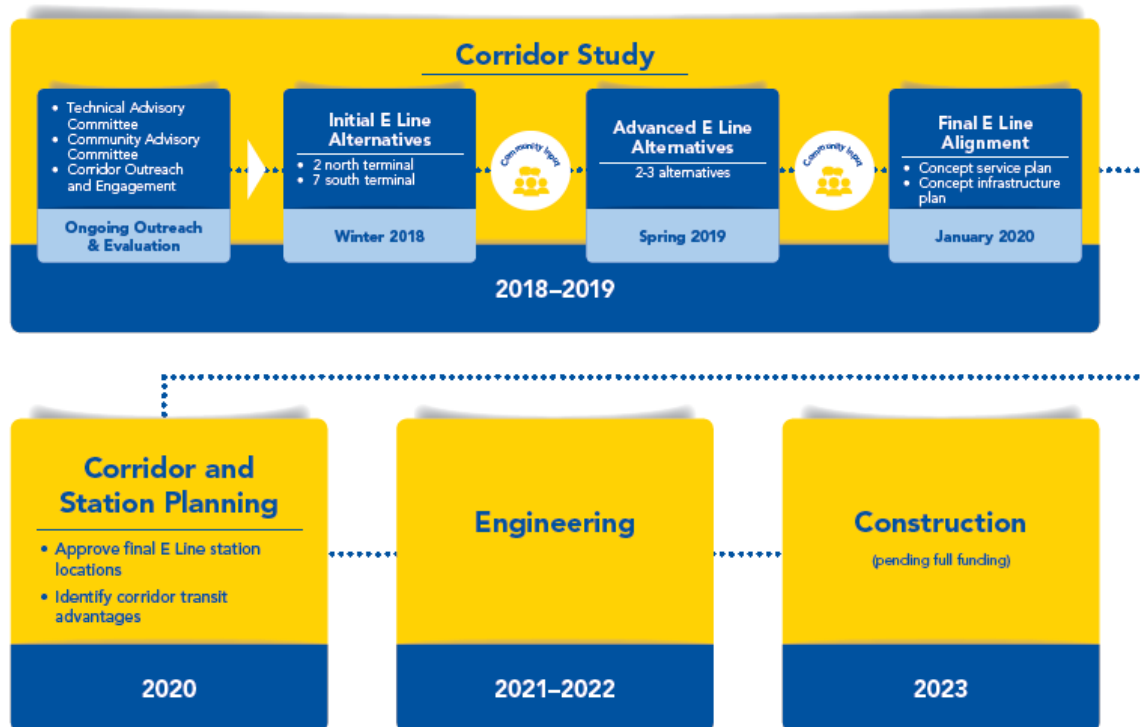 Corridor Study
• Technical Advisory
Committee
• Community Advisory
Committee
• Corridor Outreach
and Engagement
Ongoing Outreach
& Evaluation
Initial E Line
Alternatives
• 2 north terminal
• 7 south terminal
Winter 2018
Community Input
Advanced E Line
Alternatives
2-3 alternatives
Spring 2019
Community Input
Final E Line
Alignment
• Concept service plan
• Concept infrastructure
plan
January 2020
2018–2019
Corridor and
Station Planning
• Approve final E Line station
locations
• Identify corridor transit
advantages
2020
Engineering
2021–2022
Construction
(pending full funding)
2023